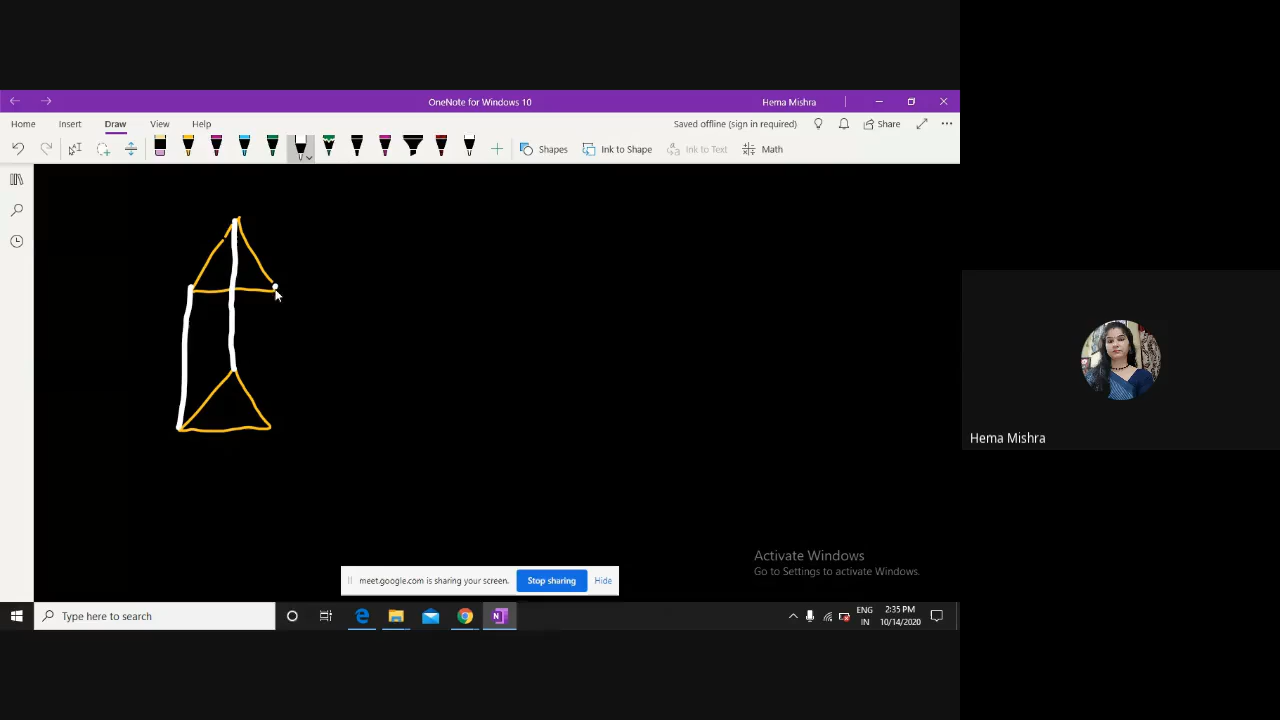 OneNote for Windows 10
Hema Mishra
Home Insert Draw View Help
Saved offline (sign in required)
Share
Shapes
Ink to Shape
Ink to Text
Math
Hema Mishra
Activate Windows
Go to Settings to activate Windows.
meet.google.com is sharing your screen.
Stop sharing
Hide
Type here to search
N
ENG
IN
2:35 PM
10/14/2020